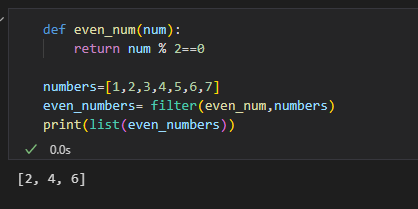 def even_num(num):
    return num % 2==0
numbers=[1,2,3,4,5,6,7]
even_numbers= filter(even_num,numbers)
print(list(even_numbers))
0.0s
[2, 4, 6]